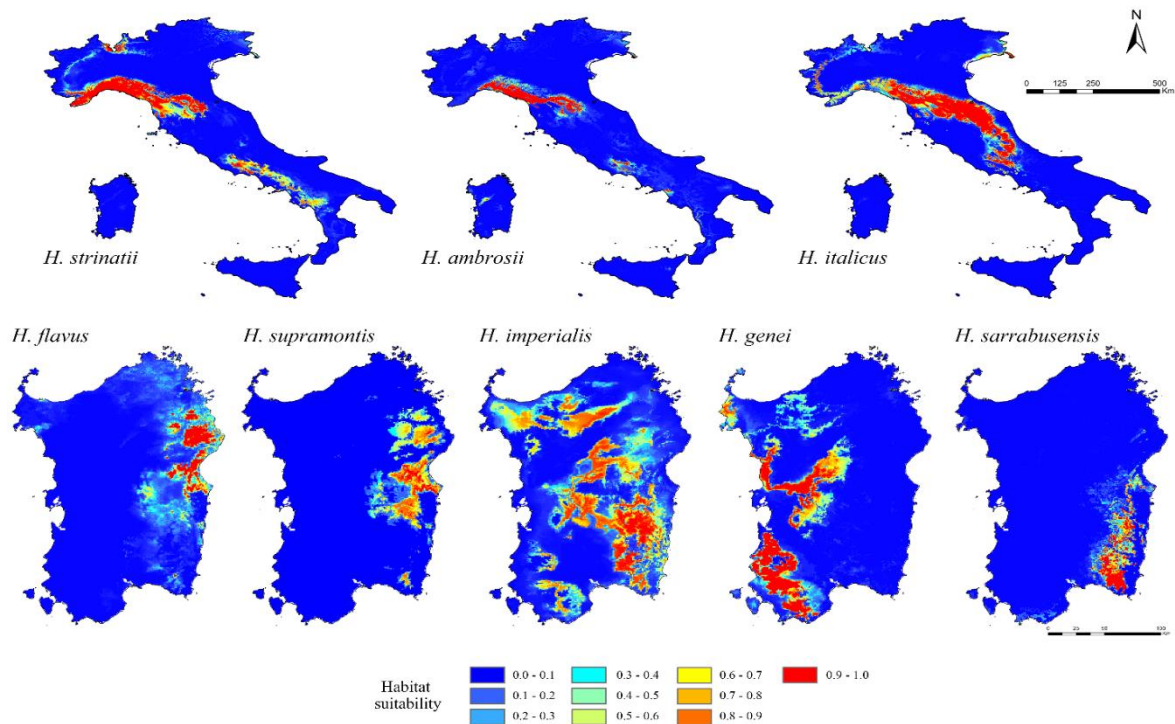 N
0 125 250 500
Km
H. strinatii
H. ambrosii
H. italicus
H. flavus
H. supramontis
H. imperialis
H. genei
H. sarrabusensis
Habitat
suitability
0.0 - 0.1
0.1 - 0.2
0.2 - 0.3
0.3 - 0.4
0.4 - 0.5
0.5 - 0.6
0.6 - 0.7
0.7 - 0.8
0.8 - 0.9
0.9 - 1.0